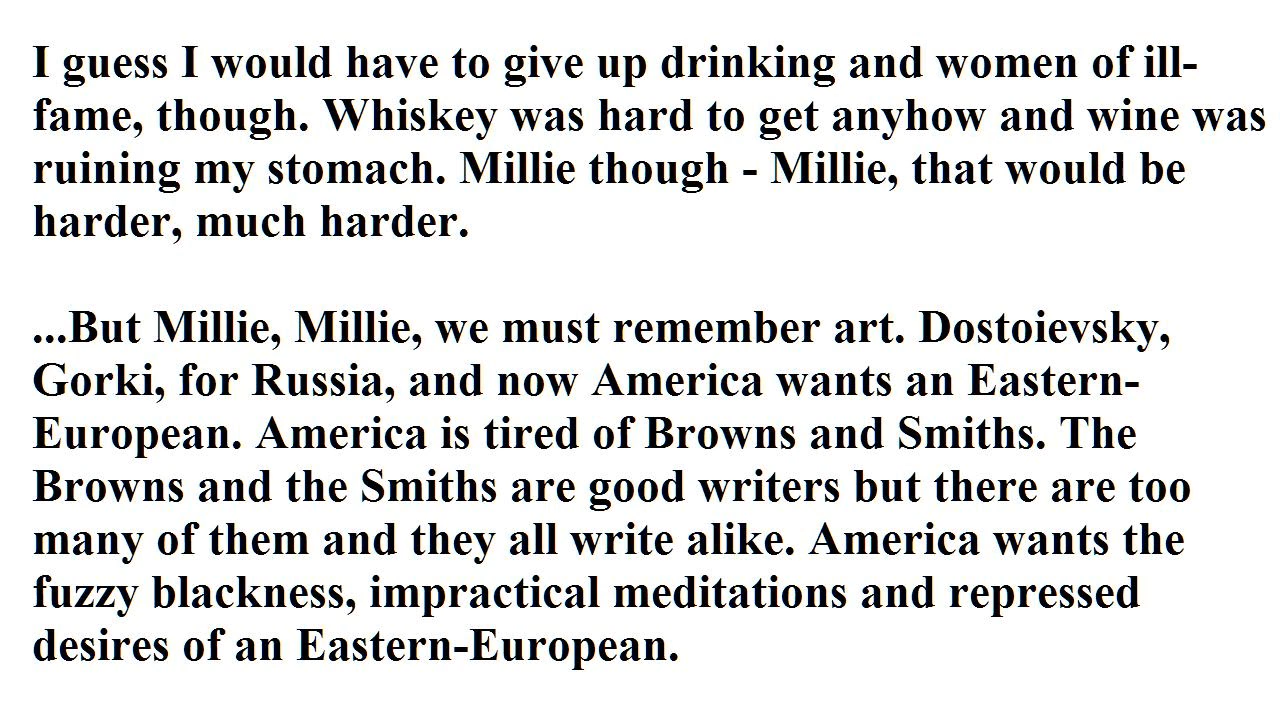 I guess I would have to give up drinking and women of ill-
fame, though. Whiskey was hard to get anyhow and wine was
ruining my stomach. Millie though - Millie, that would be
harder, much harder.
...But Millie, Millie, we must remember art. Dostoievsky,
Gorki, for Russia, and now America wants an Eastern-
European. America is tired of Browns and Smiths. The
Browns and the Smiths are good writers but there are too
many of them and they all write alike. America wants the
fuzzy blackness, impractical meditations and repressed
desires of an Eastern-European.